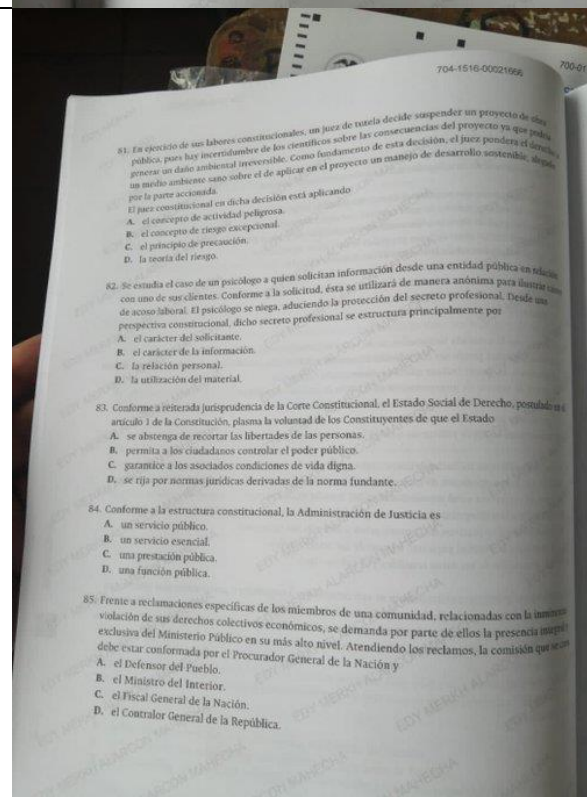 704-1516-00021666
700-01
81. En ejercicio de sus labores constitucionales, un juez de tutela decide suspender un proyecto de obra
pública, pues hay incertidumbre de los científicos sobre las consecuencias del proyecto ya que podría
generar un daño ambiental irreversible. Como fundamento de esta decisión, el juez pondera el derecho a
un medio ambiente sano sobre el de aplicar en el proyecto un manejo de desarrollo sostenible, alegado
por la parte accionada.
El juez constitucional en dicha decisión está aplicando
A. el concepto de actividad peligrosa.
B. el concepto de riesgo excepcional.
C. el principio de precaución.
D. la teoría del riesgo.
82. Se estudia el caso de un psicólogo a quien solicitan información desde una entidad pública en relación
con uno de sus clientes. Conforme a la solicitud, ésta se utilizará de manera anónima para ilustrar casos
de acoso laboral. El psicólogo se niega, aduciendo la protección del secreto profesional. Desde una
perspectiva constitucional, dicho secreto profesional se estructura principalmente por
A. el carácter del solicitante.
B. el carácter de la información.
C. la relación personal.
D. la utilización del material.
83. Conforme a reiterada jurisprudencia de la Corte Constitucional, el Estado Social de Derecho, postulado en el
artículo 1 de la Constitución, plasma la voluntad de los Constituyentes de que el Estado
A. se abstenga de recortar las libertades de las personas.
B. permita a los ciudadanos controlar el poder público.
C. garantice a los asociados condiciones de vida digna.
D. se rija por normas jurídicas derivadas de la norma fundante.
84. Conforme a la estructura constitucional, la Administración de Justicia es
A. un servicio público.
B. un servicio esencial.
C. una prestación pública.
D. una función pública.
85. Frente a reclamaciones específicas de los miembros de una comunidad, relacionadas con la
violación de sus derechos colectivos económicos, se demanda por parte de ellos la presencia
exclusiva del Ministerio Público en su más alto nivel. Atendiendo los reclamos, la comisión que se
debe estar conformada por el Procurador General de la Nación y
A. el Defensor del Pueblo.
B. el Ministro del Interior.
C. el Fiscal General de la Nación.
D. el Contralor General de la República.